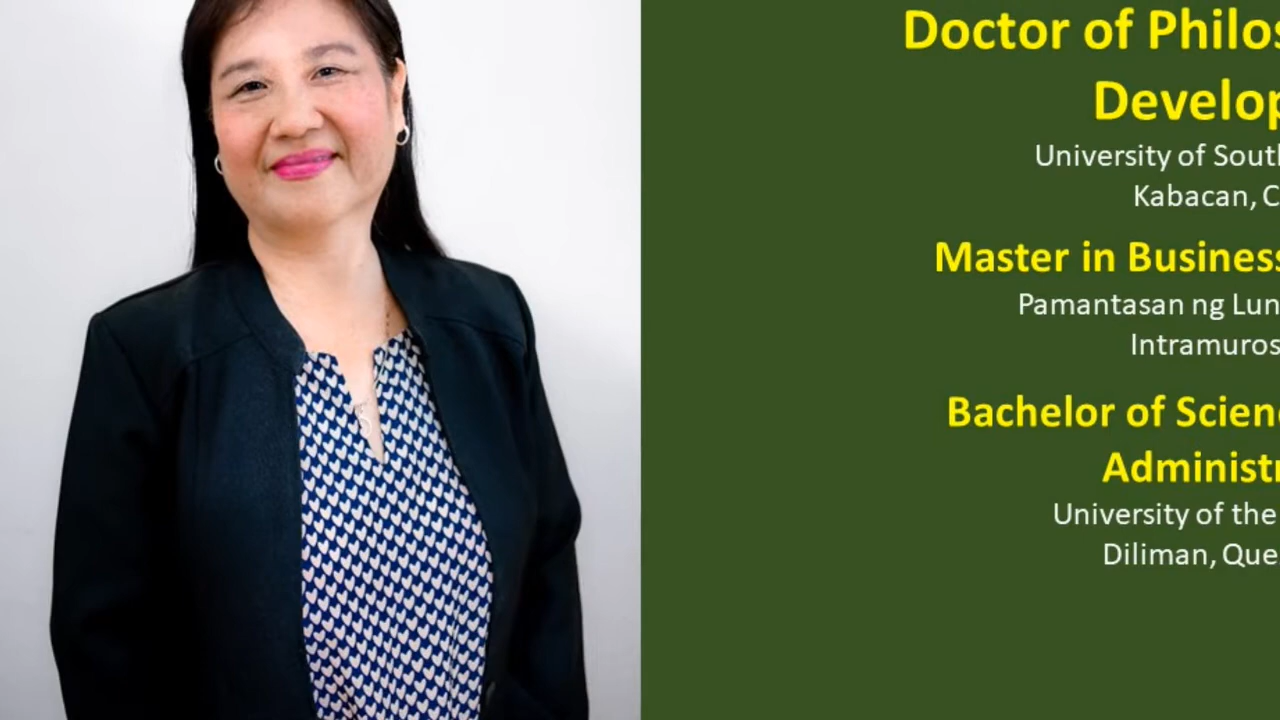 Doctor of Philos
Develop
University of South
Kabacan, C
Master in Business
Pamantasan ng Lun
Intramuros
Bachelor of Scienc
Administr
University of the
Diliman, Que